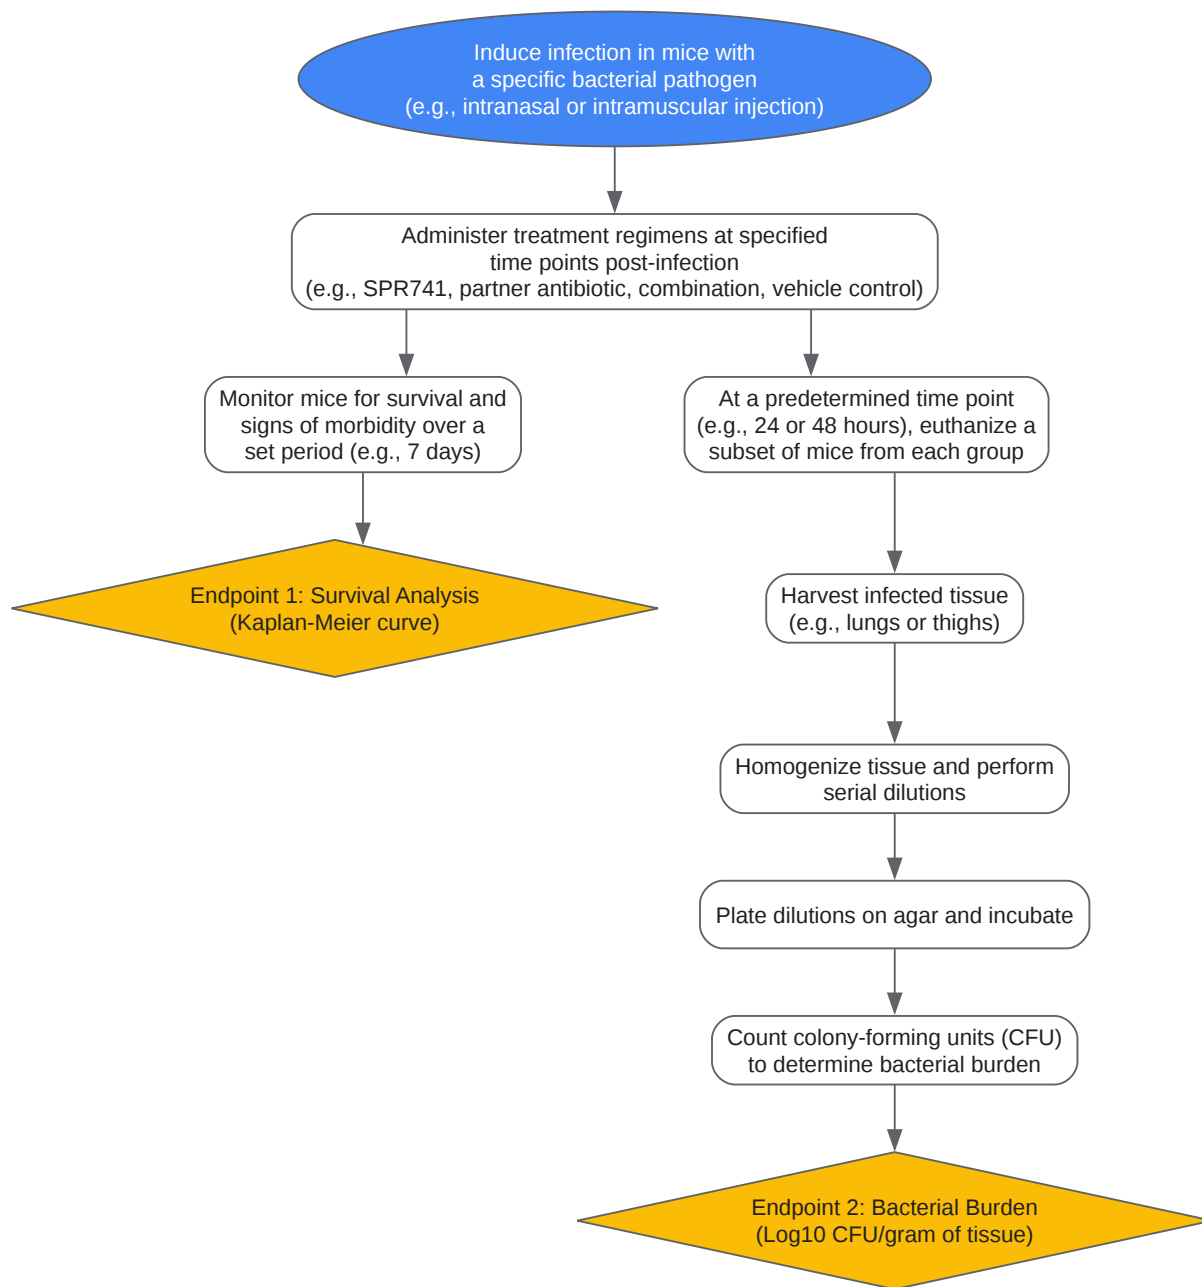 Induce infection in mice with
a specific bacterial pathogen
(e.g., intranasal or intramuscular injection)
Administer treatment regimens at specified
time points post-infection
(e.g., SPR741, partner antibiotic, combination, vehicle control)
Monitor mice for survival and
signs of morbidity over a
set period (e.g., 7 days)
At a predetermined time point
(e.g., 24 or 48 hours), euthanize a
subset of mice from each group
Endpoint 1: Survival Analysis
(Kaplan-Meier curve)
Harvest infected tissue
(e.g., lungs or thighs)
Homogenize tissue and perform
serial dilutions
Plate dilutions on agar and incubate
Count colony-forming units (CFU)
to determine bacterial burden
Endpoint 2: Bacterial Burden
(Log10 CFU/gram of tissue)